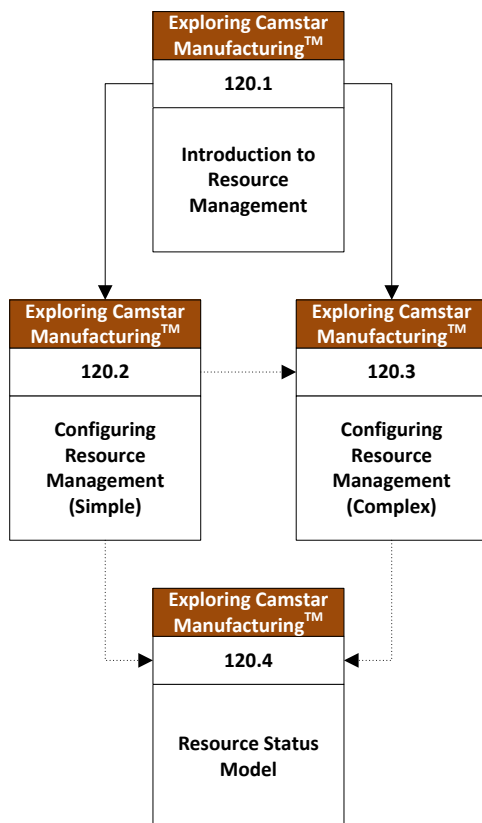 Exploring Camstar
Manufacturing™
120.1
Introduction to
Resource
Management
Exploring Camstar
Manufacturing™
120.2
Configuring
Resource
Management
(Simple)
Exploring Camstar
Manufacturing™
120.3
Configuring
Resource
Management
(Complex)
Exploring Camstar
Manufacturing™
120.4
Resource Status
Model